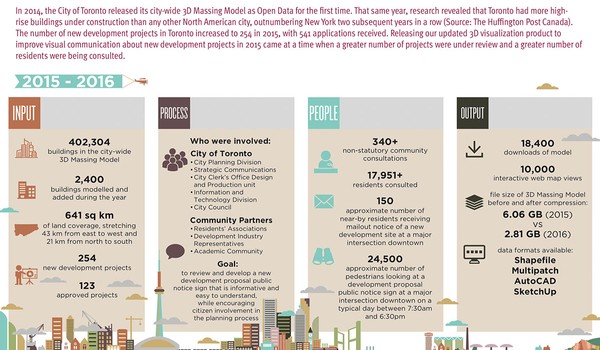 In 2014, the City of Toronto released its city-wide 3D Massing Model as Open Data for the first time. That same year, research revealed that Toronto had more high-
rise buildings under construction than any other North American city, outnumbering New York two subsequent years in a row (Source: The Huffington Post Canada).
The number of new development projects in Toronto increased to 254 in 2015, with 541 applications received. Releasing our updated 3D visualization product to
improve visual communication about new development projects in 2015 came at a time when a greater number of projects were under review and a greater number of
residents were being consulted.
2015 - 2016
INPUT
402,304
buildings in the city-wide
3D Massing Model
2,400
buildings modelled and
added during the year
641 sq km
of land coverage, stretching
43 km from east to west and
21 km from north to south
254
new development projects
123
approved projects
PROCESS
Who were involved:
City of Toronto
• City Planning Division
• Strategic Communications
• City Clerk's Office Design
and Production unit
• Information and
Technology Division
• City Council
Community Partners
• Residents' Associations
• Development Industry
Representatives
• Academic Community
Goal:
to review and develop a new
development proposal public
notice sign that is informative and
easy to understand,
while encouraging
citizen involvement in
the planning process
PEOPLE
340+
non-statutory community
consultations
17,951+
residents consulted
150
approximate number of
near-by residents receiving
mailout notice of a new
development site at a major
intersection downtown
24,500
approximate number of
pedestrians looking at a
development proposal
public notice sign at a major
intersection downtown on a
typical day between 7:30am
and 6:30pm
OUTPUT
18,400
downloads of model
10,000
interactive web map views
file size of 3D Massing Model
before and after compression:
6.06 GB (2015)
VS
2.81 GB (2016)
data formats available:
Shapefile
Multipatch
AutoCAD
SketchUp